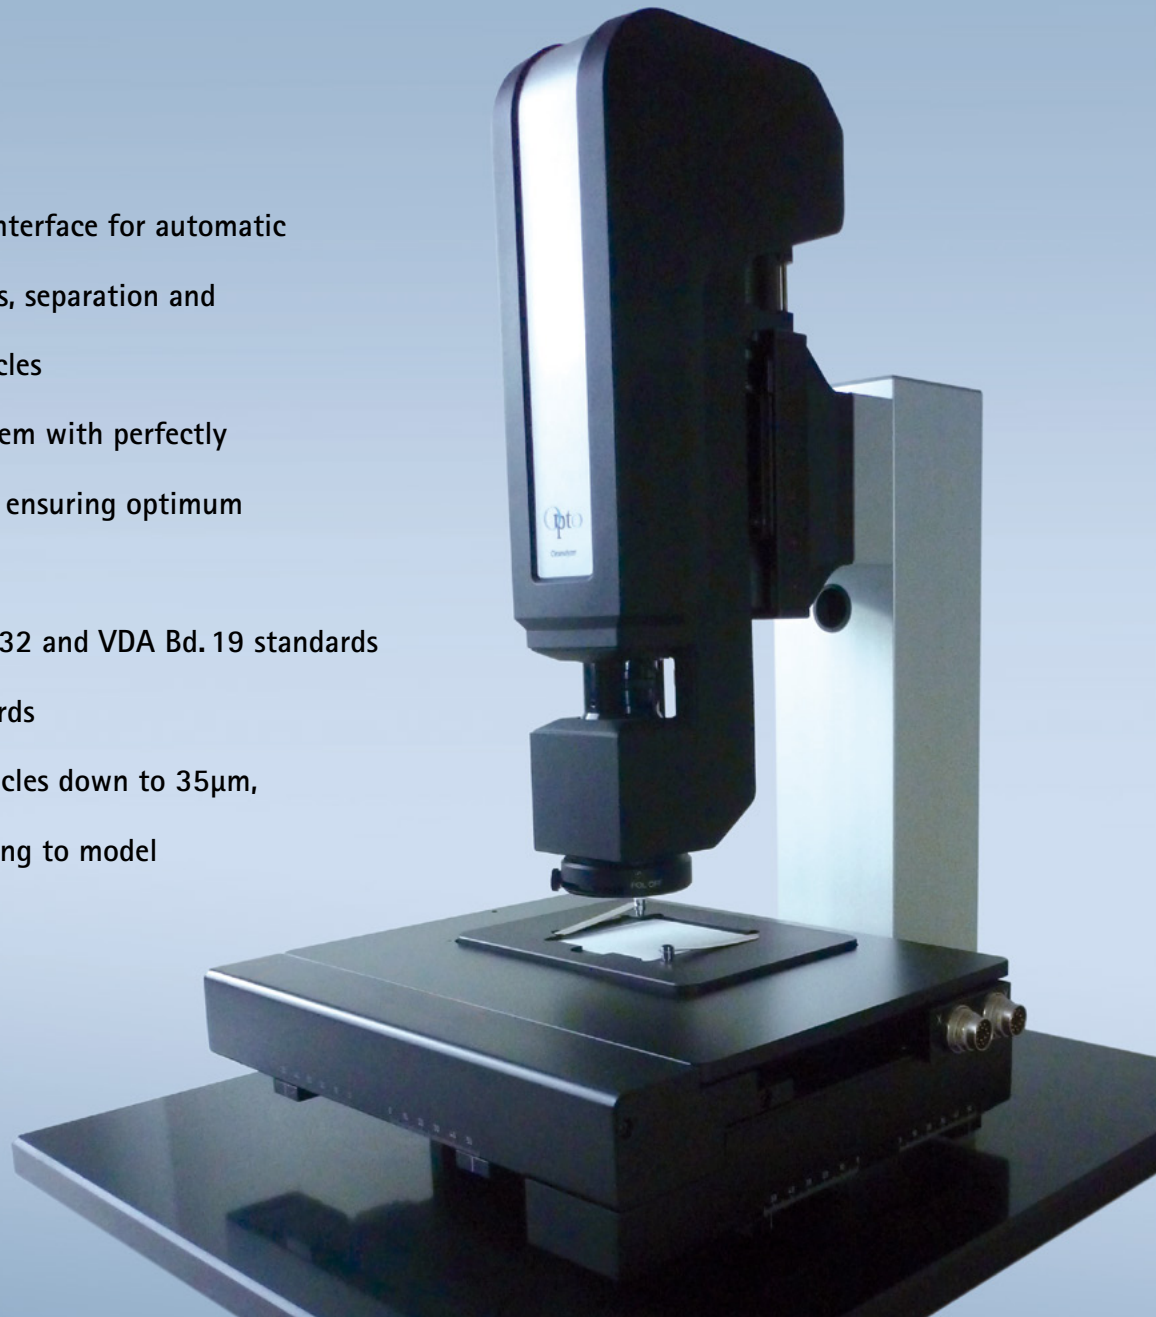 nterface for automatic
s, separation and
cles
em with perfectly
ensuring optimum
32 and VDA Bd. 19 standards
rds
cles down to 35µm,
ng to model
Opto
POL OFF